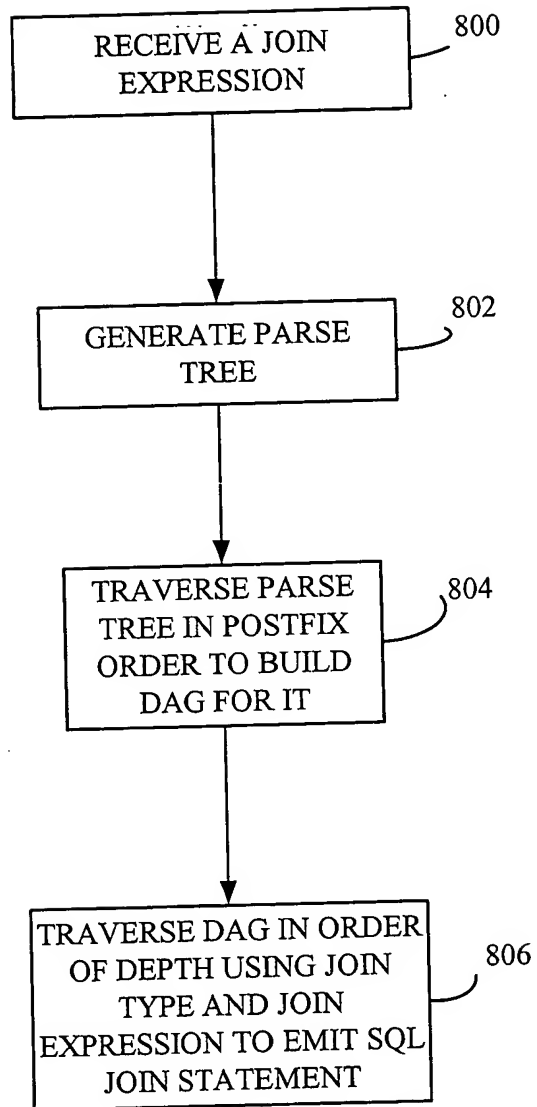 RECEIVE A JOIN
EXPRESSION
800
GENERATE PARSE
TREE
802
TRAVERSE PARSE
TREE IN POSTFIX
ORDER TO BUILD
DAG FOR IT
804
TRAVERSE DAG IN ORDER
OF DEPTH USING JOIN
TYPE AND JOIN
EXPRESSION TO EMIT SQL
JOIN STATEMENT
806